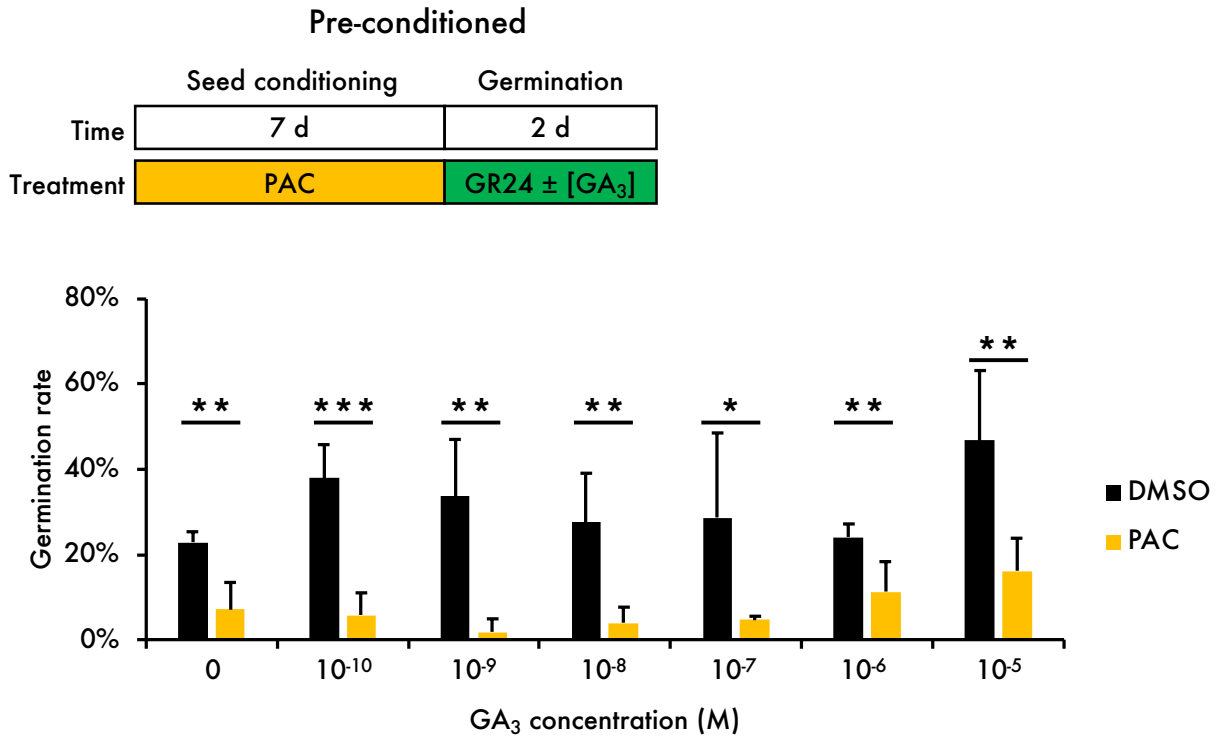 Pre-conditioned
Seed conditioning Germination
Time 7 d 2 d
Treatment PAC GR24 ± [GA₃]
80%
60%
40%
20%
0%
Germination rate
** *** ** ** * ** **
DMSO
PAC
0 10⁻¹⁰ 10⁻⁹ 10⁻⁸ 10⁻⁷ 10⁻⁶ 10⁻⁵
GA₃ concentration (M)